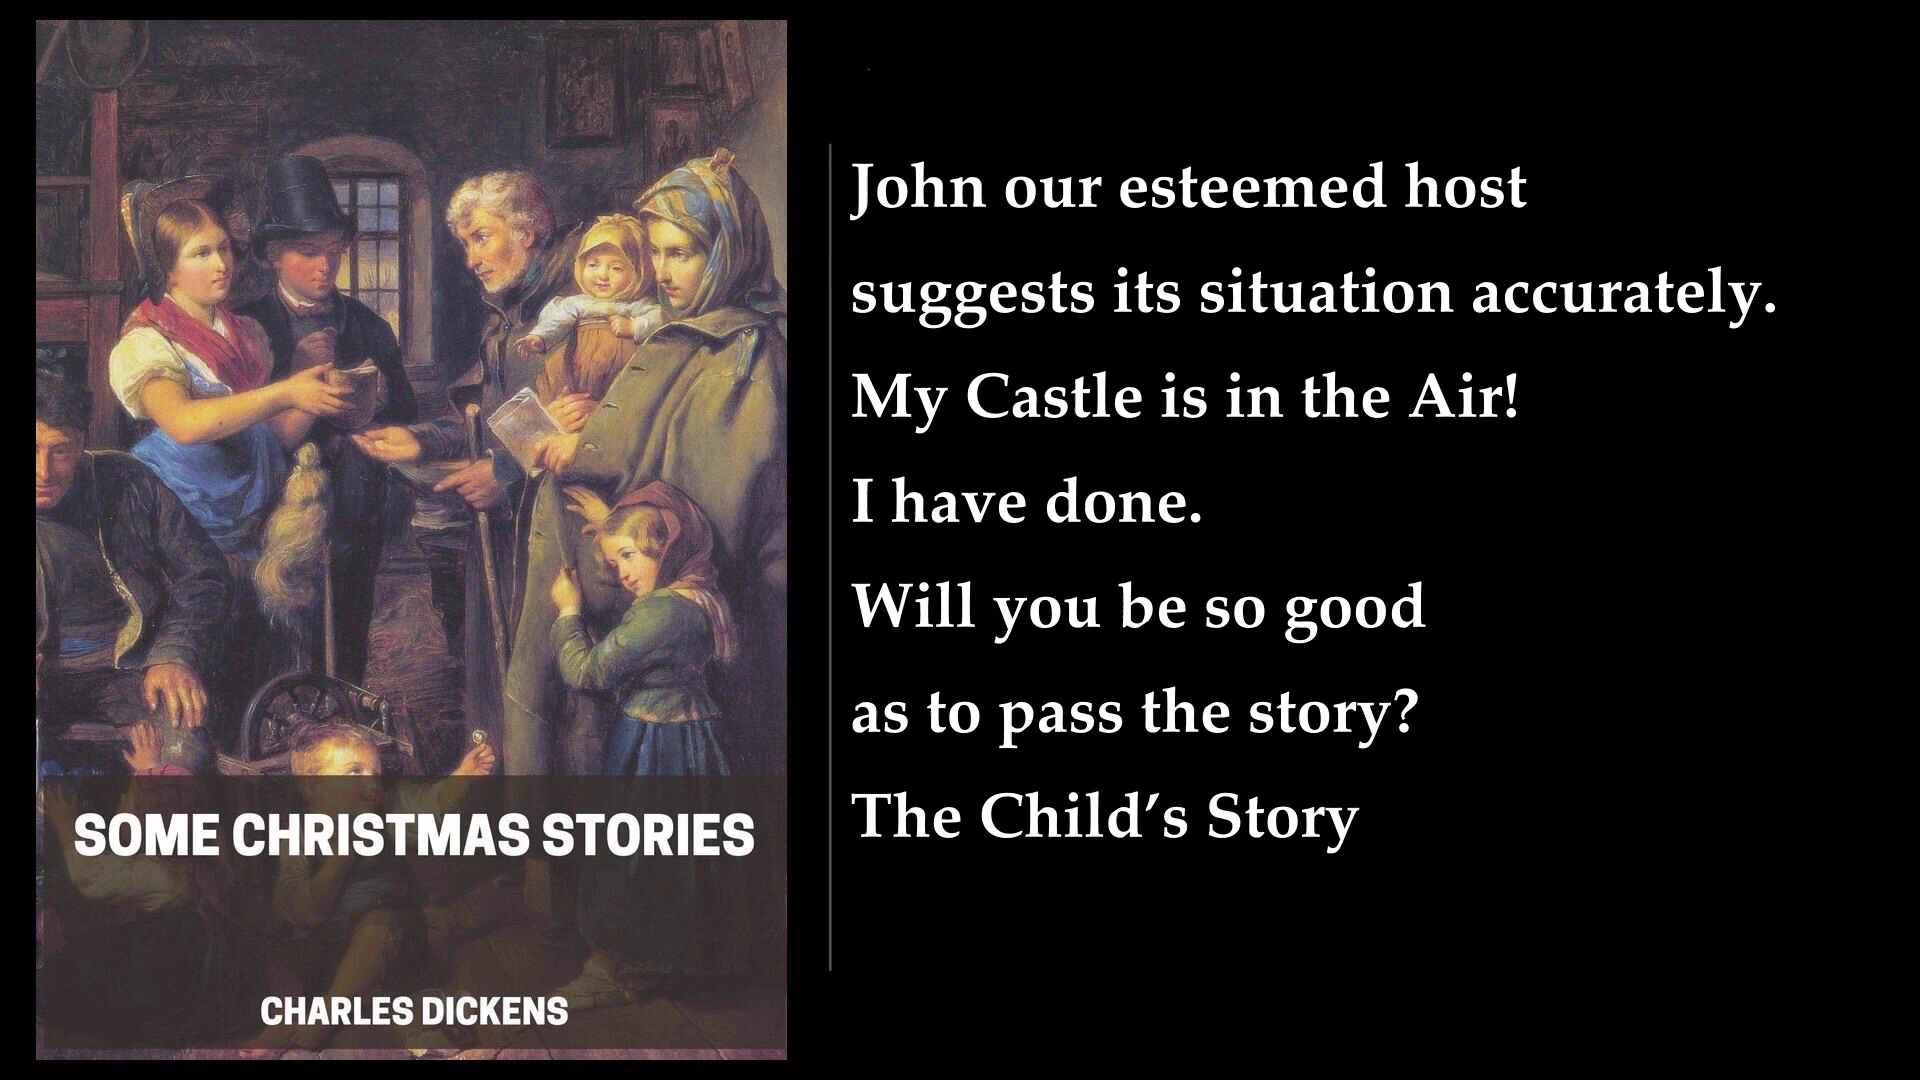 SOME CHRISTMAS STORIES
CHARLES DICKENS
John our esteemed host
suggests its situation accurately.
My Castle is in the Air!
I have done.
Will you be so good
as to pass the story?
The Child’s Story